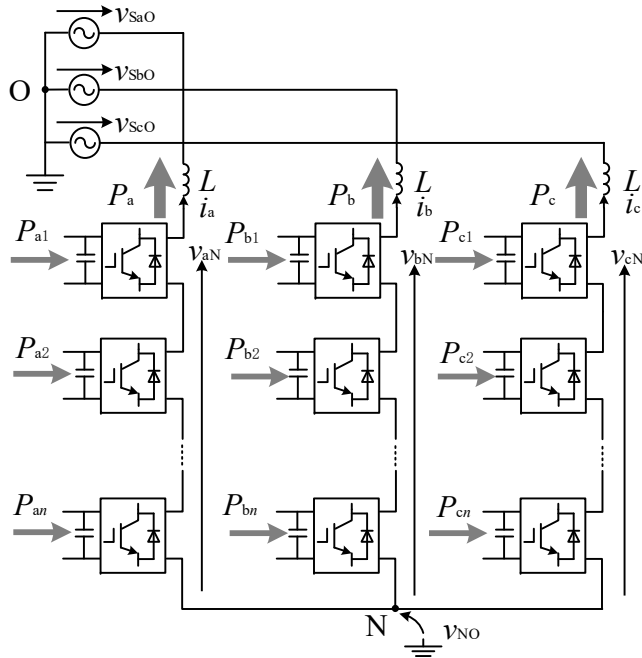 vSaO
vSbO
O
vScO
Pa
L
ia
Pb
L
ib
Pc
L
ic
Pa1
vaN
Pb1
vbN
Pc1
vcN
Pa2
Pb2
Pc2
Pan
Pbn
Pcn
N
vNO